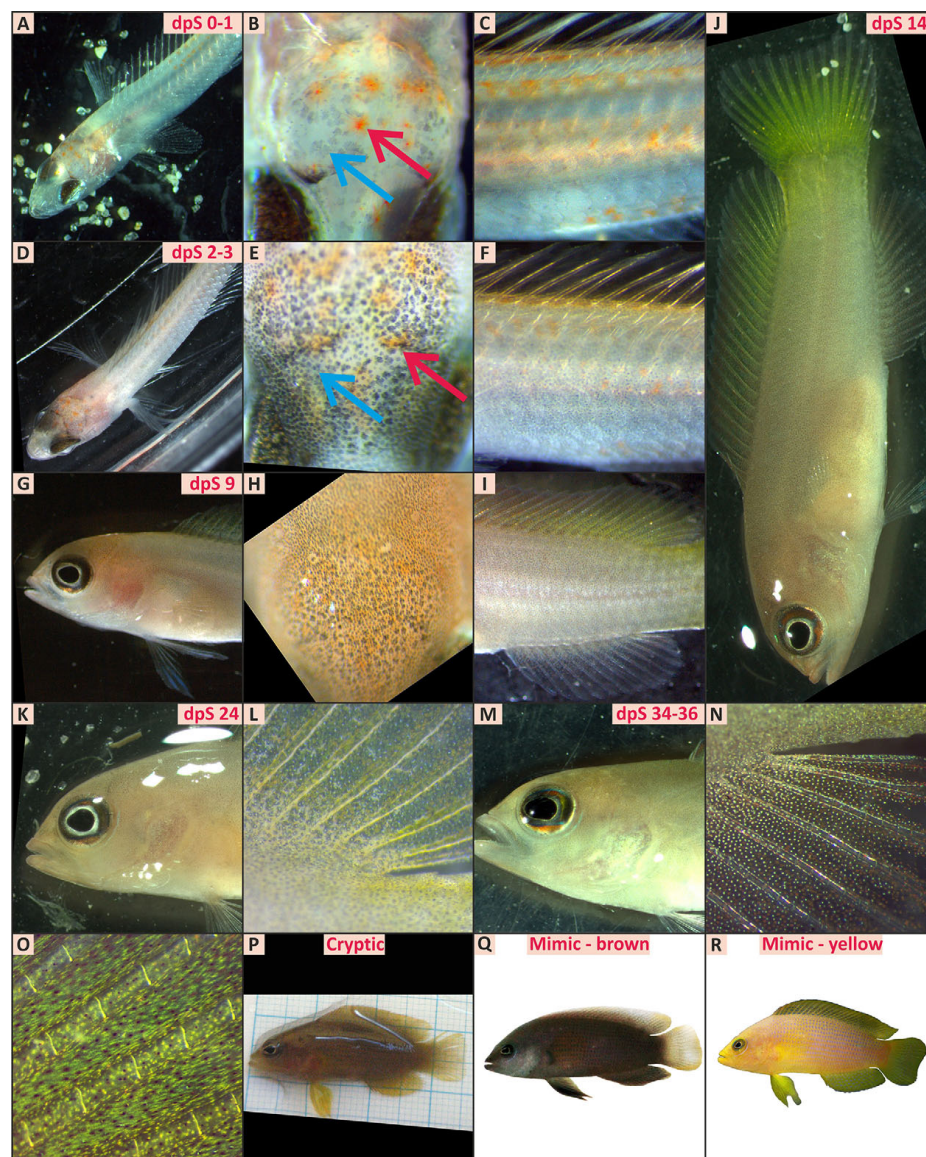 A dpS 0-1
B
C
J dpS 14
D dpS 2-3
E
F
G dpS 9
H
I
K dpS 24
L
M dpS 34-36
N
O
P Cryptic
Q Mimic - brown
R Mimic - yellow